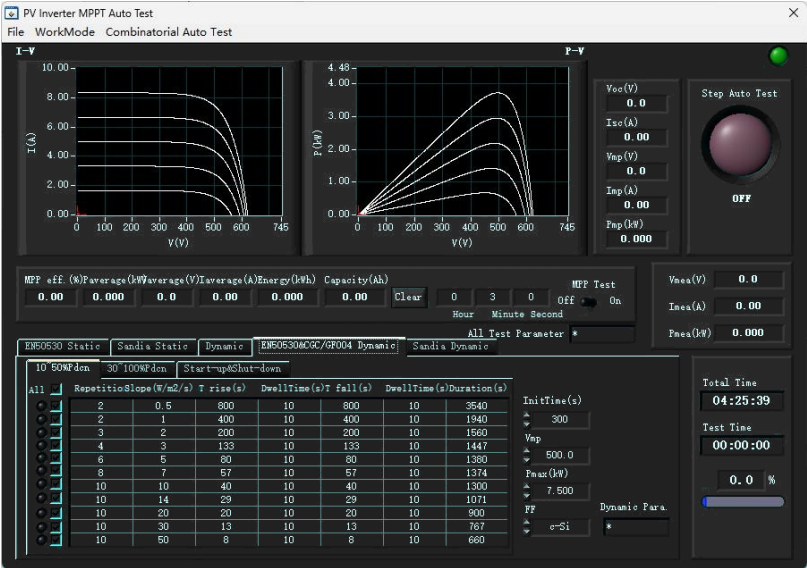 PV Inverter MPPT Auto Test
File WorkMode Combinatorial Auto Test
I-V
P-V
10.00
8.00
6.00
4.00
2.00
0.00
I(A)
0 100 200 300 400 500 600 745
V(V)
4.48
4.00
3.00
2.00
1.00
0.00
P(kW)
0 100 200 300 400 500 600 745
V(V)
Voc(V)
0.0
Isc(A)
0.00
Vmp(V)
0.0
Imp(A)
0.00
Pmp(kW)
0.000
Step Auto Test
OFF
MPP eff.(%) Paverage(kW) Vaverage(V) Iaverage(A) Energy(kWh) Capacity(Ah)
0.00 0.000 0.0 0.00 0.000 0.00 Clear 0 3 0
Hour Minute Second
MPP Test
Off On
Vmea(V) 0.0
Imea(A) 0.00
Pmea(kW) 0.000
All Test Parameter *
EN50530 Static Sandia Static Dynamic EN50530&CGC/GF004 Dynamic Sandia Dynamic
10~50%Pdcn 30~100%Pdcn Start-up&Shut-down
All Repetitio Slope(W/m2/s) T rise(s) DwellTime(s) T fall(s) DwellTime(s) Duration(s)
2 0.5 800 10 800 10 3540
2 1 400 10 400 10 1940
3 2 200 10 200 10 1560
4 3 133 10 133 10 1447
6 5 80 10 80 10 1380
8 7 57 10 57 10 1374
10 10 40 10 40 10 1300
10 14 29 10 29 10 1071
10 20 20 10 20 10 900
10 30 13 10 13 10 767
10 50 8 10 8 10 660
InitTime(s)
300
Vmp
500.0
Pmax(kW)
7.500
FF
c-Si
Dynamic Para.
*
Total Time
04:25:39
Test Time
00:00:00
0.0 %